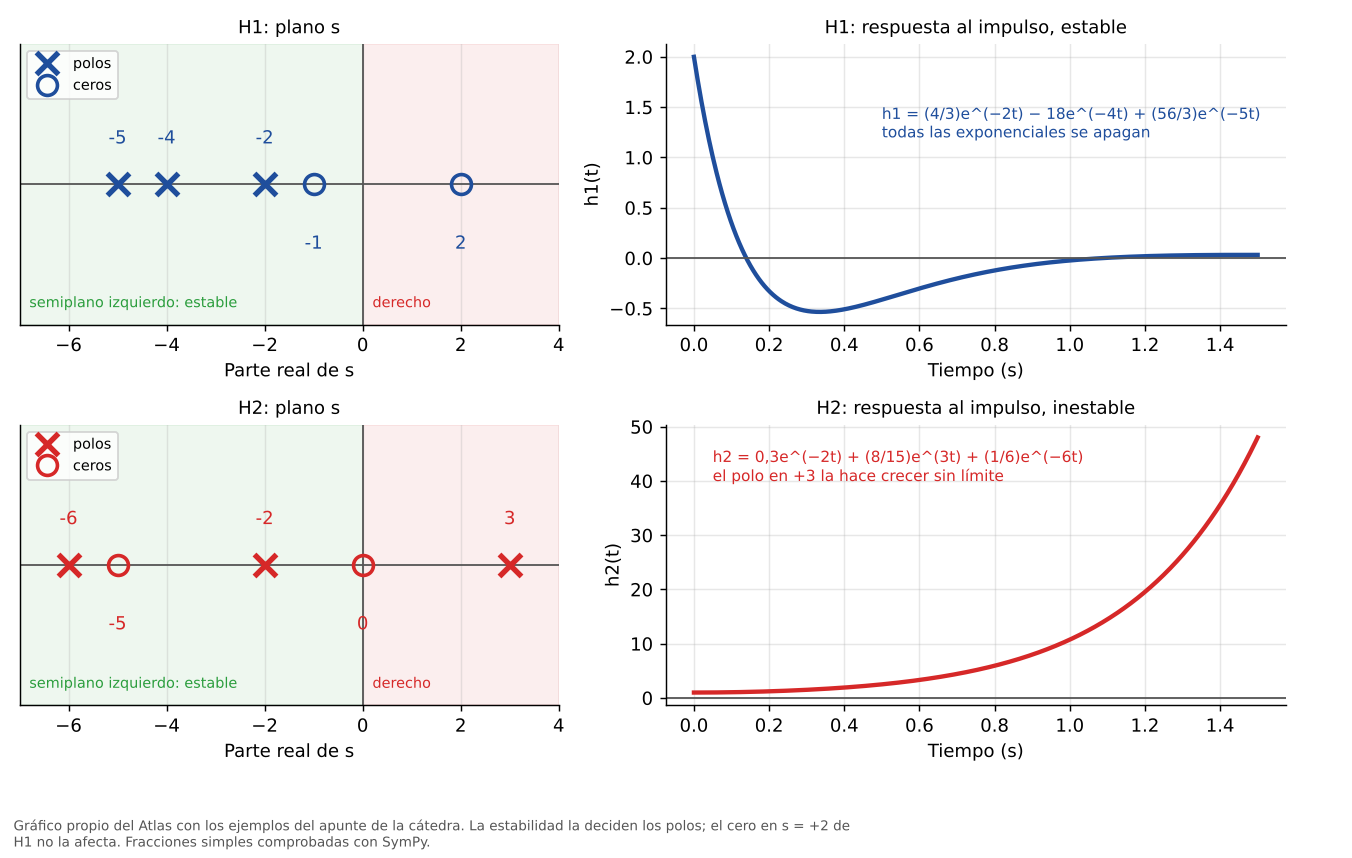 H1: plano s
polos
ceros
-5
-4
-2
-1
2
semiplano izquierdo: estable
derecho
−6
−4
−2
0
2
4
Parte real de s
H1: respuesta al impulso, estable
2.0
1.5
1.0
0.5
0.0
−0.5
h1(t)
h1 = (4/3)e^(−2t) − 18e^(−4t) + (56/3)e^(−5t)
todas las exponenciales se apagan
0.0
0.2
0.4
0.6
0.8
1.0
1.2
1.4
Tiempo (s)
H2: plano s
polos
ceros
-6
-2
3
-5
0
semiplano izquierdo: estable
derecho
−6
−4
−2
0
2
4
Parte real de s
H2: respuesta al impulso, inestable
50
40
30
20
10
0
h2(t)
h2 = 0,3e^(−2t) + (8/15)e^(3t) + (1/6)e^(−6t)
el polo en +3 la hace crecer sin límite
0.0
0.2
0.4
0.6
0.8
1.0
1.2
1.4
Tiempo (s)
Gráfico propio del Atlas con los ejemplos del apunte de la cátedra. La estabilidad la deciden los polos; el cero en s = +2 de
H1 no la afecta. Fracciones simples comprobadas con SymPy.